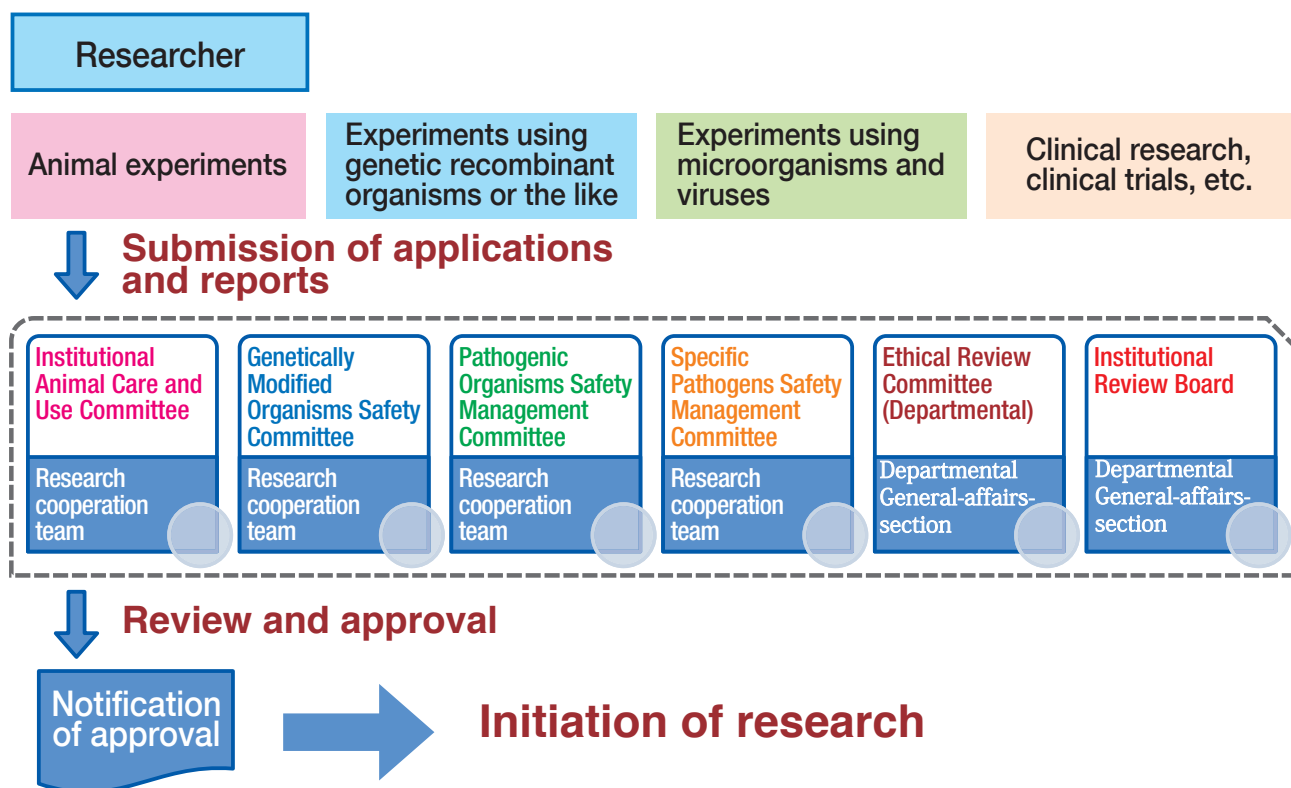 Researcher
Animal experiments
Experiments using
genetic recombinant
organisms or the like
Experiments using
microorganisms and
viruses
Clinical research,
clinical trials, etc.
Submission of applications
and reports
Institutional
Animal Care and
Use Committee
Research
cooperation
team
Genetically
Modified
Organisms Safety
Committee
Research
cooperation
team
Pathogenic
Organisms Safety
Management
Committee
Research
cooperation
team
Specific
Pathogens Safety
Management
Committee
Research
cooperation
team
Ethical Review
Committee
(Departmental)
Departmental
General-affairs-
section
Institutional
Review Board
Departmental
General-affairs-
section
Review and approval
Notification
of approval
Initiation of research